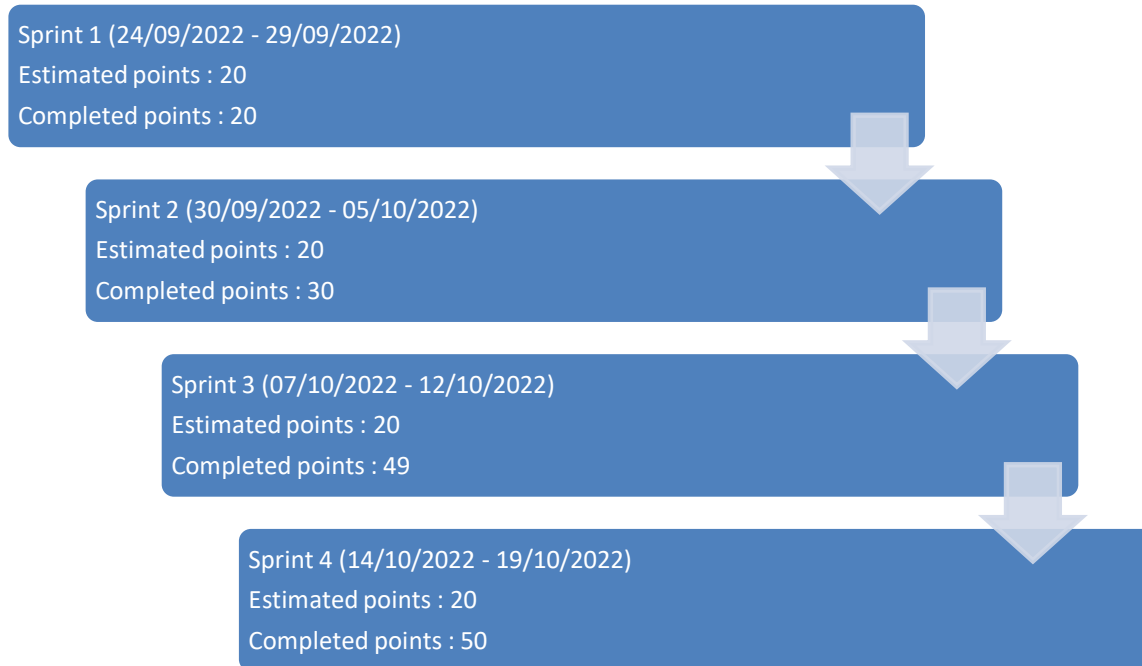 Sprint 1 (24/09/2022 - 29/09/2022)
Estimated points : 20
Completed points : 20
Sprint 2 (30/09/2022 - 05/10/2022)
Estimated points : 20
Completed points : 30
Sprint 3 (07/10/2022 - 12/10/2022)
Estimated points : 20
Completed points : 49
Sprint 4 (14/10/2022 - 19/10/2022)
Estimated points : 20
Completed points : 50